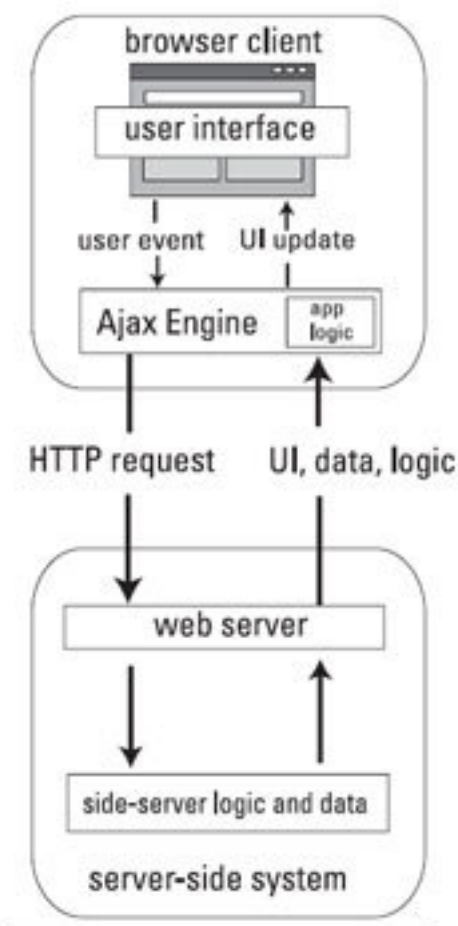 browser client
user interface
user event UI update
Ajax Engine
app
logic
HTTP request UI, data, logic
web server
side-server logic and data
server-side system